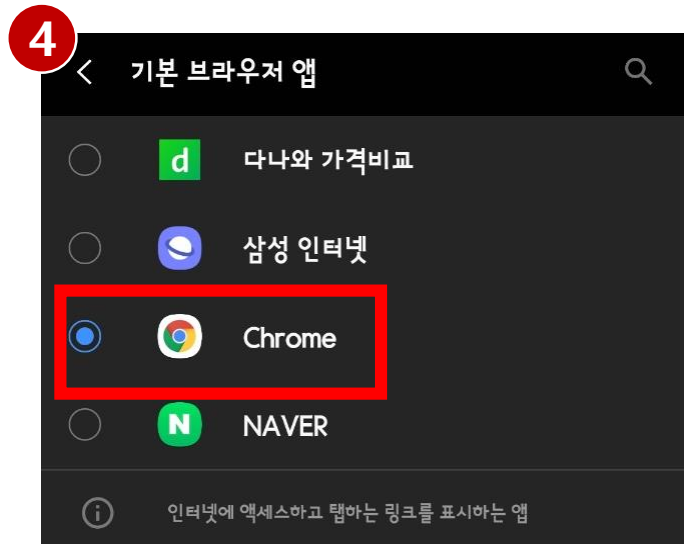 4
기본 브라우저 앱
d 다나와 가격비교
삼성 인터넷
Chrome
N NAVER
인터넷에 액세스하고 탭하는 링크를 표시하는 앱